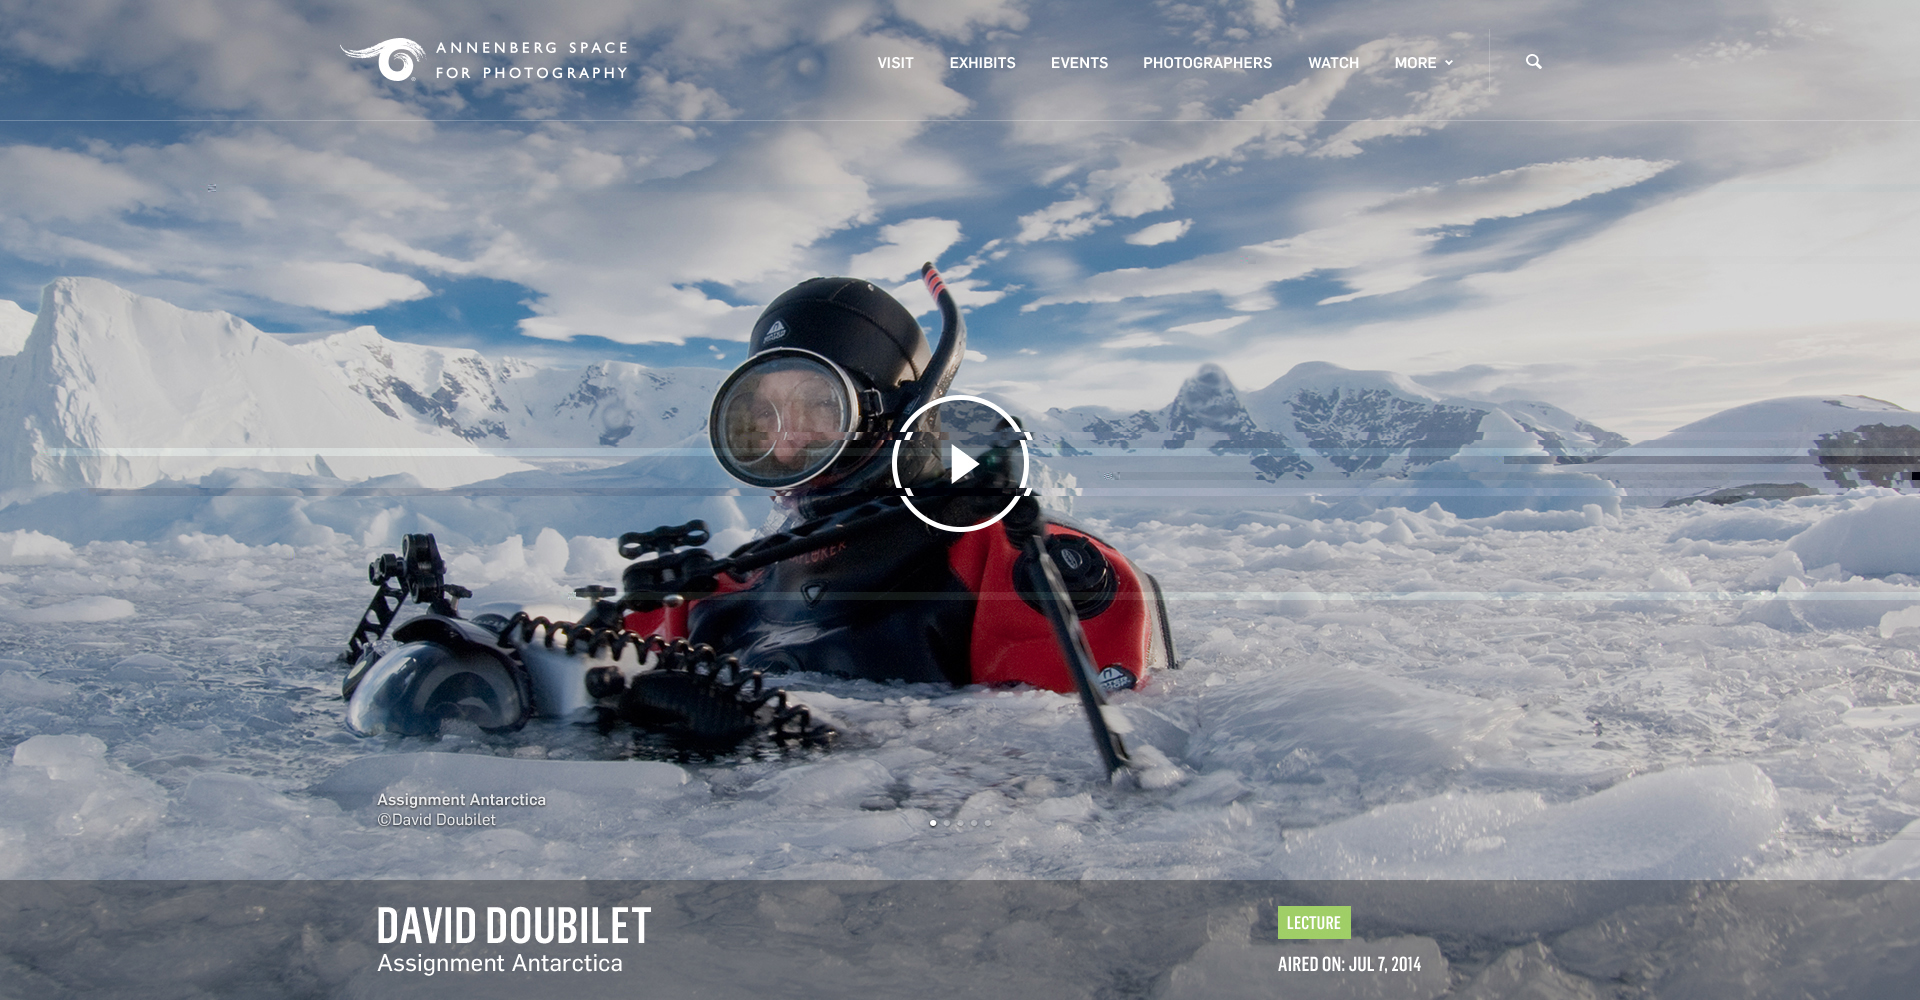 ANNENBERG SPACE
FOR PHOTOGRAPHY
VISIT EXHIBITS EVENTS PHOTOGRAPHERS WATCH MORE
Assignment Antarctica
©David Doubilet
DAVID DOUBILET
Assignment Antarctica
LECTURE
AIRED ON: JUL 7, 2014